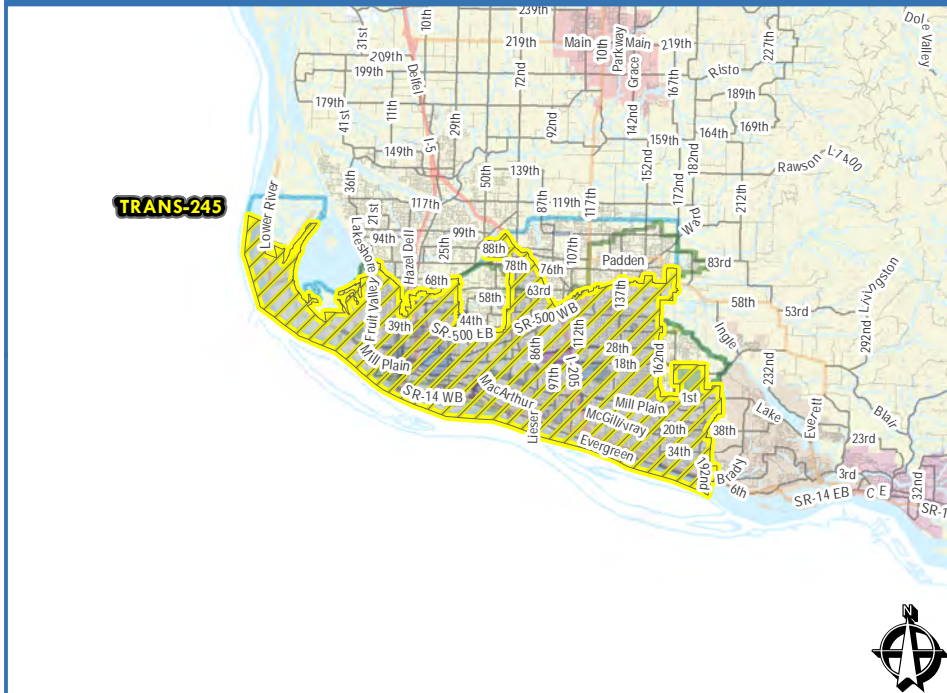 239th
10th
31st
Dole Valley
227th
Main
10th
Parkway
Main
219th
219th
209th
199th
Delfel
72nd
Grace
167th
Risto
189th
179th
41st
11th
29th
92nd
142nd
159th
164th
169th
I-5
149th
50th
139th
152nd
182nd
Rawson
36th
172nd
212th
Lower River
TRANS-245
21st
117th
87th
119th
117th
Ward
Lakeshore
94th
Hazel Dell
25th
99th
88th
107th
Padden
83rd
78th
76th
68th
Fruit Valley
58th
63rd
137th
58th
53rd
Livingston
39th
44th
SR-500 EB
SR-500 WB
112th
Ingle
292nd
Mill Plain
86th
28th
18th
162nd
232nd
I-205
97th
MacArthur
SR-14 WB
Mill Plain
1st
Lake
Everett
Blair
Lieser
McGillivray
20th
38th
23rd
Evergreen
34th
192nd
Brady
6th
3rd
32nd
SR-14 EB
C
E
SR-1
N